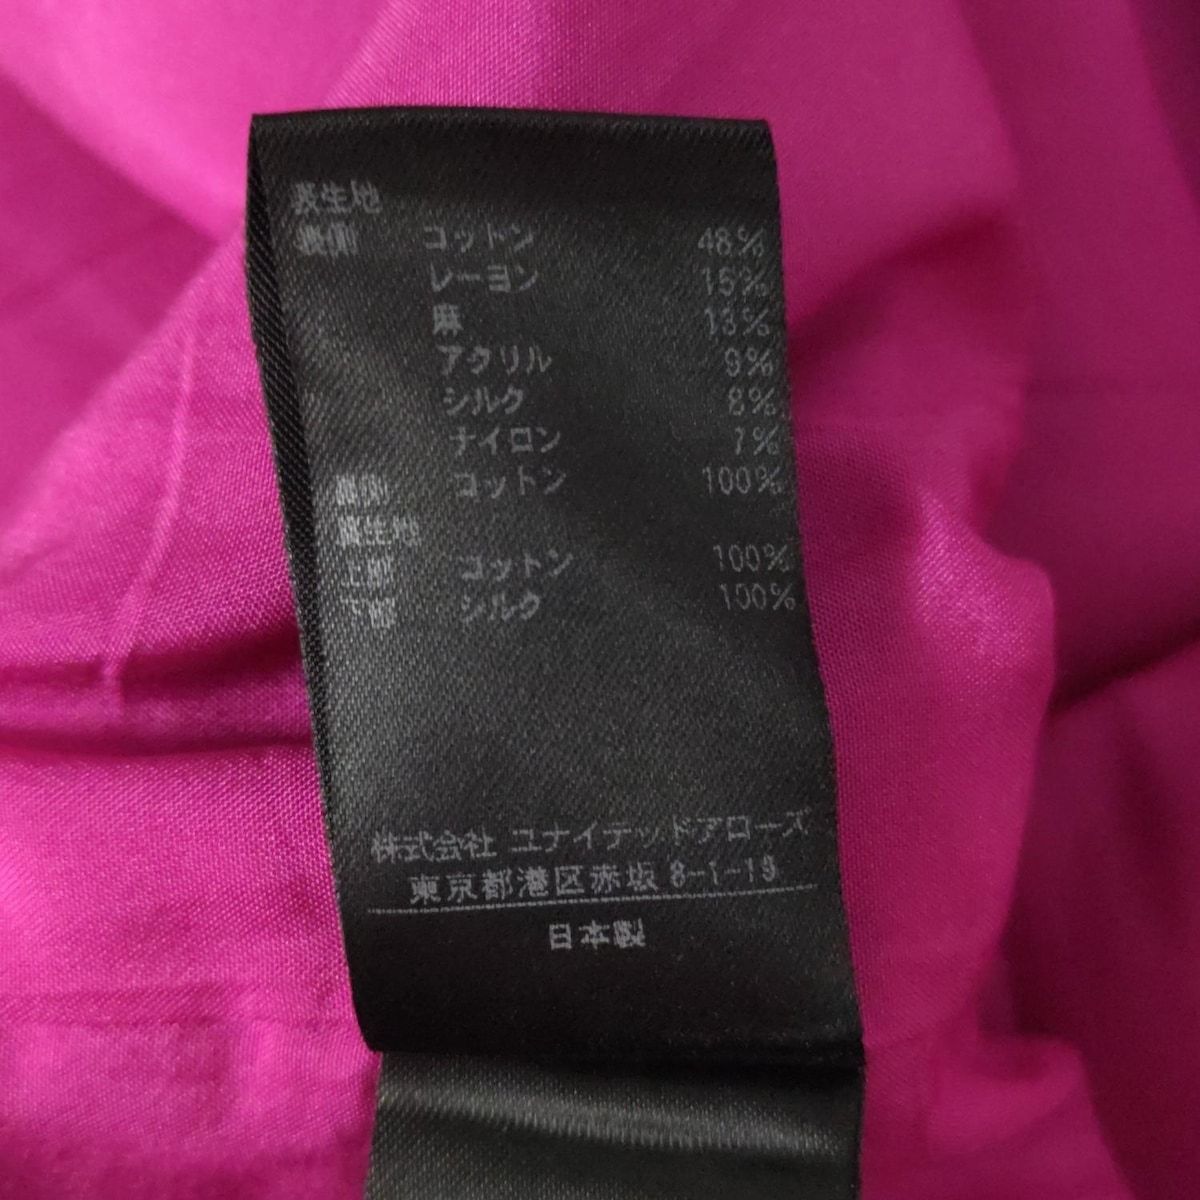 表生地
表側 コットン 48%
レーヨン 15%
麻 13%
アクリル 9%
シルク 8%
ナイロン 7%
裏側 コットン 100%
裏生地
上部 コットン 100%
下部 シルク 100%
株式会社 ユナイテッドアローズ
東京都港区赤坂 8-1-19
日本製